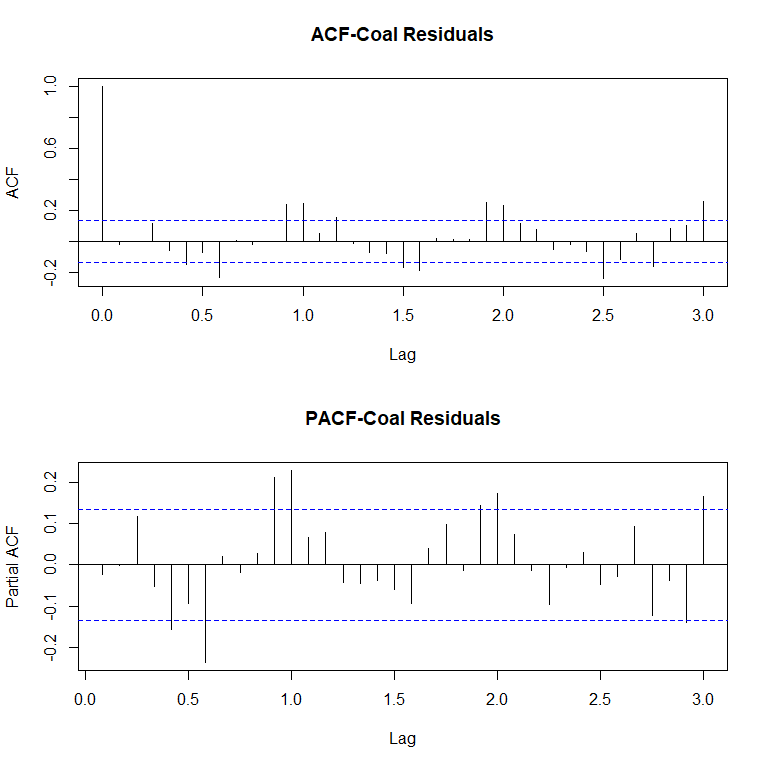 ACF-Coal Residuals
1.0
0.6
ACF
0.2
-0.2
0.0 0.5 1.0 1.5 2.0 2.5 3.0
Lag
PACF-Coal Residuals
0.2
0.1
Partial ACF
0.0
-0.1
-0.2
0.0 0.5 1.0 1.5 2.0 2.5 3.0
Lag